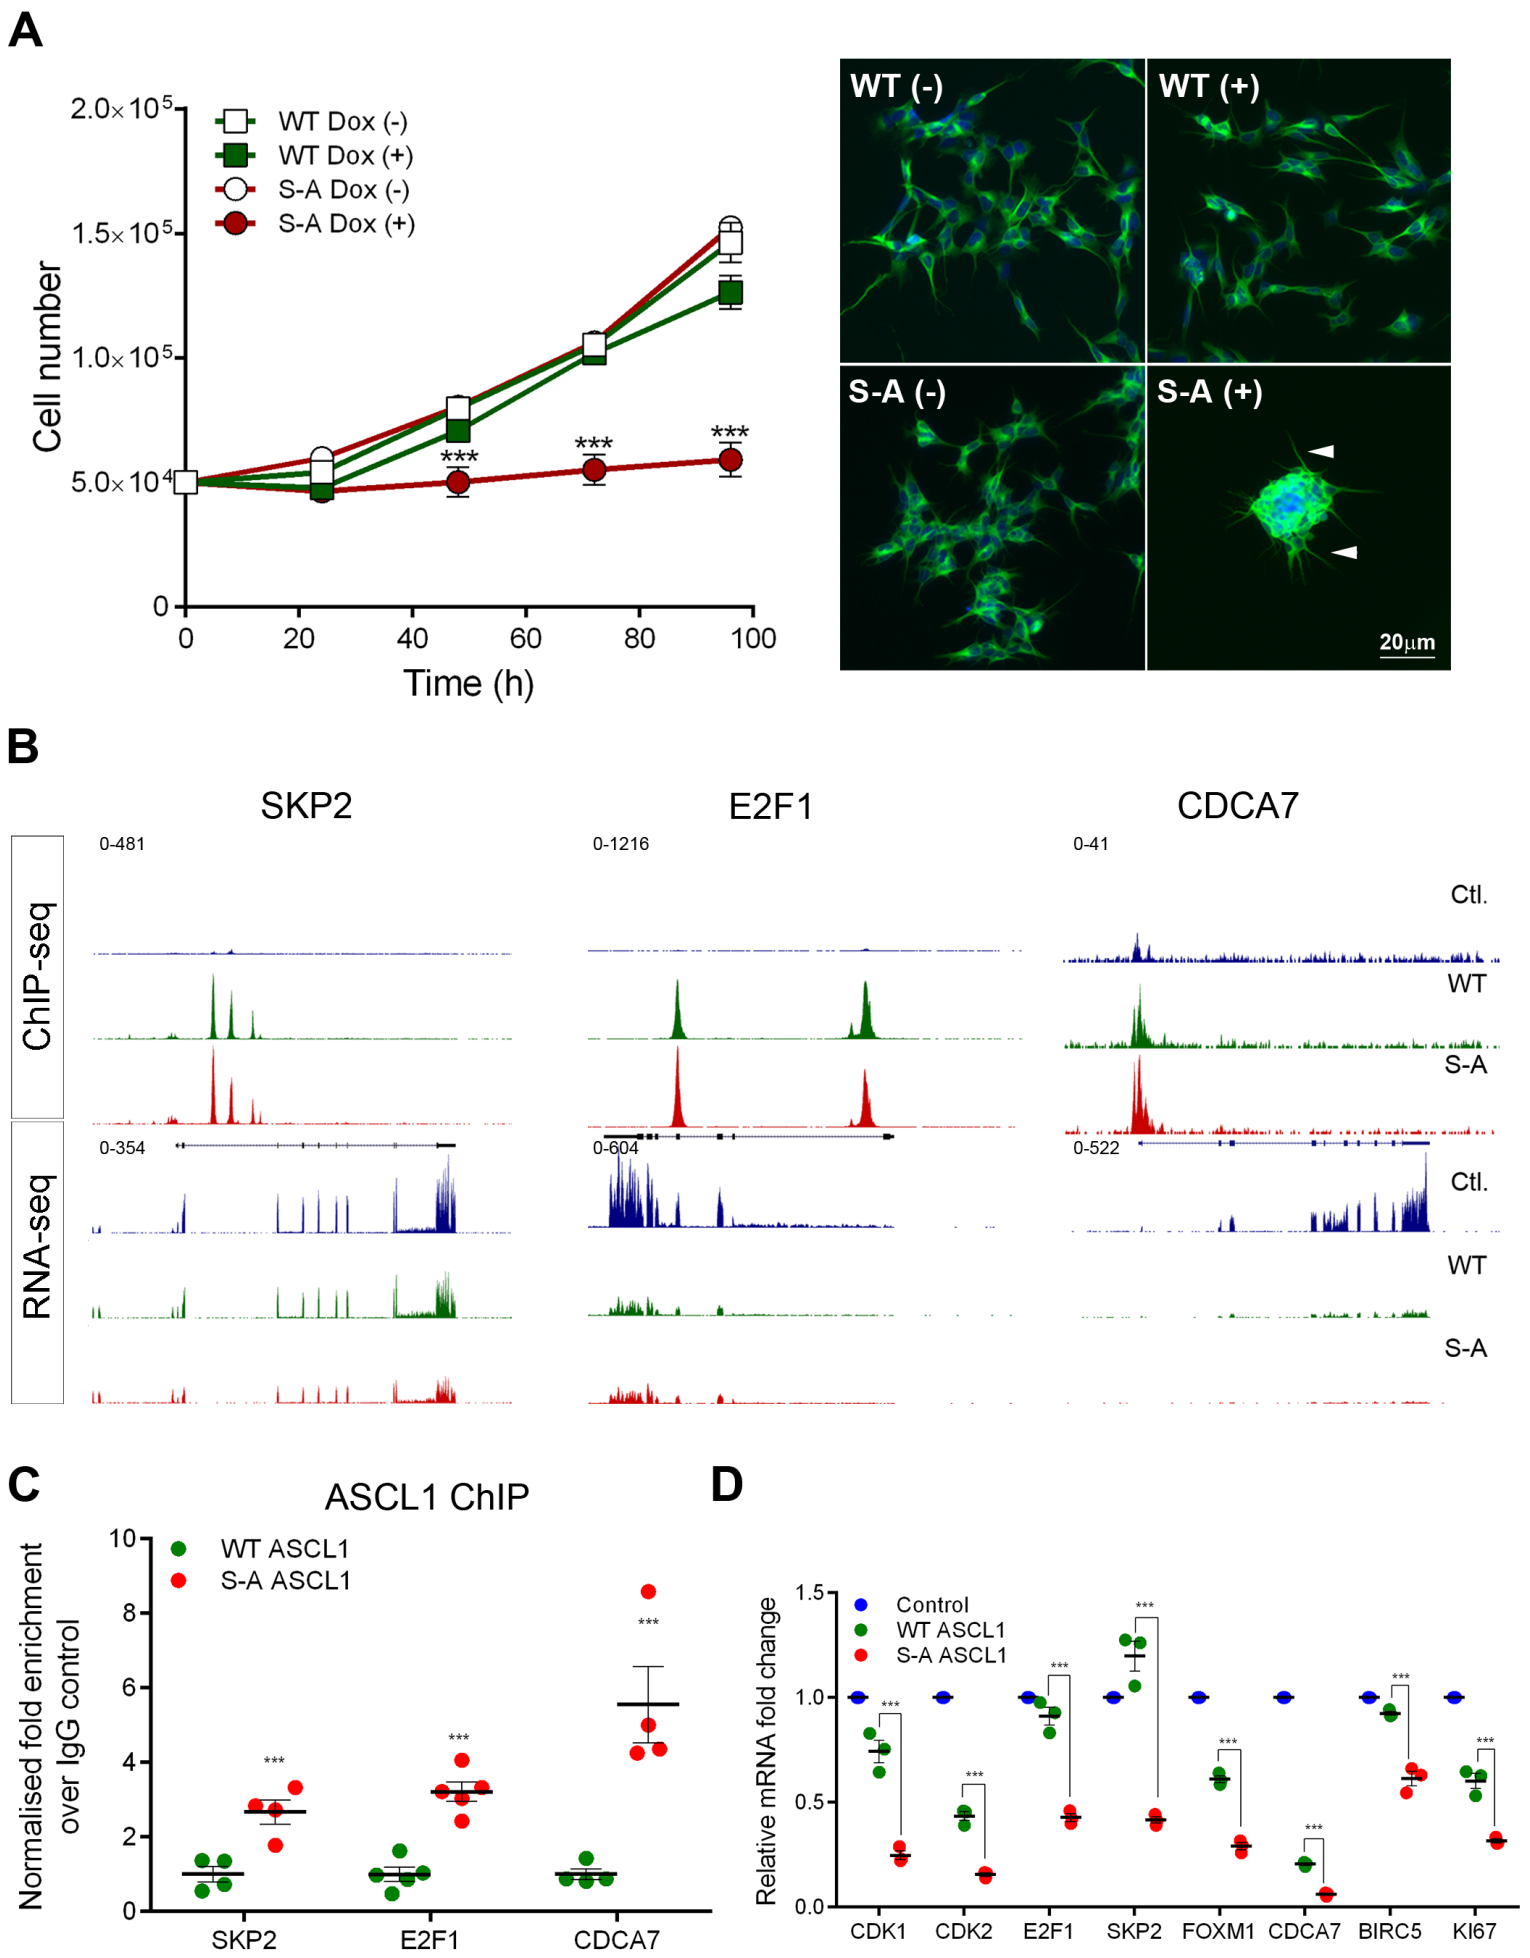 A
2.0×10⁵
1.5×10⁵
1.0×10⁵
5.0×10⁴
0
Cell number
WT Dox (-)
WT Dox (+)
S-A Dox (-)
S-A Dox (+)
***
***
***
0 20 40 60 80 100
Time (h)
WT (-)
WT (+)
S-A (-)
S-A (+)
20μm
B
SKP2
E2F1
CDCA7
ChIP-seq
0-481
0-1216
0-41
Ctl.
WT
S-A
RNA-seq
0-354
0-604
0-522
Ctl.
WT
S-A
C
ASCL1 ChIP
Normalised fold enrichment
over IgG control
10
8
6
4
2
0
WT ASCL1
S-A ASCL1
***
***
***
SKP2 E2F1 CDCA7
D
Relative mRNA fold change
1.5
1.0
0.5
0.0
Control
WT ASCL1
S-A ASCL1
***
***
***
***
***
***
***
***
CDK1 CDK2 E2F1 SKP2 FOXM1 CDCA7 BIRC5 KI67